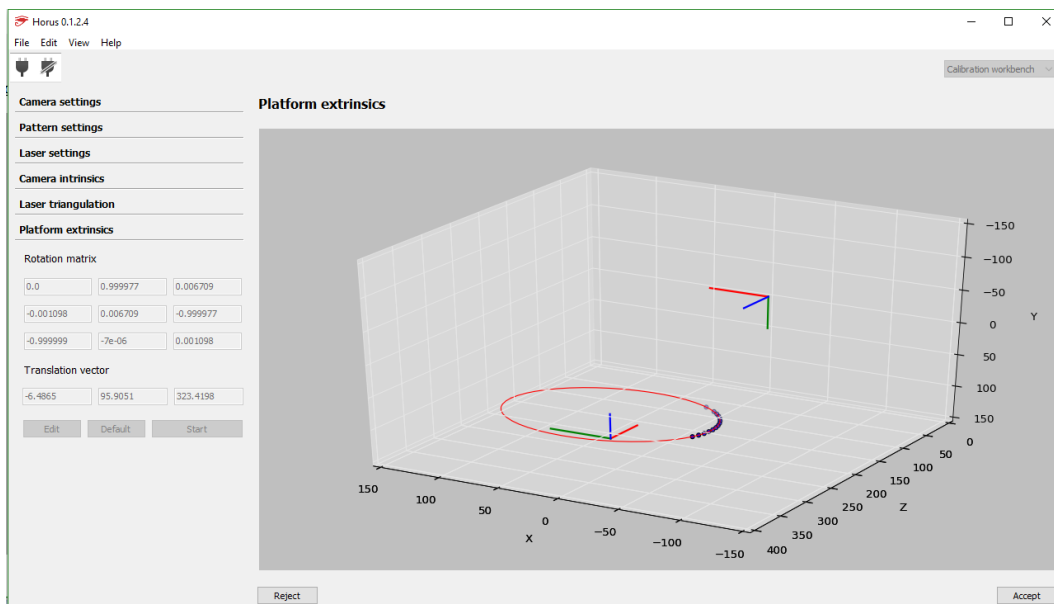 Horus 0.1.2.4
File Edit View Help
Calibration workbench
Camera settings
Pattern settings
Laser settings
Camera intrinsics
Laser triangulation
Platform extrinsics
Rotation matrix
0.0 0.999977 0.006709
-0.001098 0.006709 -0.999977
-0.999999 -7e-06 0.001098
Translation vector
-6.4865 95.9051 323.4198
Edit Default Start
Platform extrinsics
−150
−100
−50
0
50
100
150
Y
150
100
50
0
−50
−100
−150
X
0
50
100
150
200
250
300
350
400
Z
Reject Accept